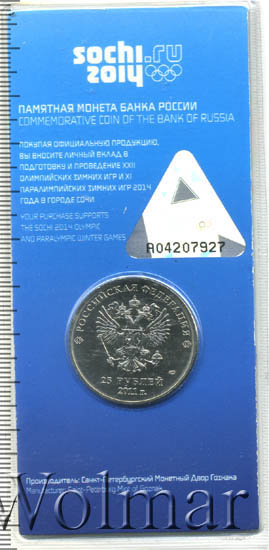 sochi.ru
2014
ПАМЯТНАЯ МОНЕТА БАНКА РОССИИ
COMMEMORATIVE COIN OF THE BANK OF RUSSIA
ПОКУПАЯ ОФИЦИАЛЬНУЮ ПРОДУКЦИЮ,
ВЫ ВНОСИТЕ ЛИЧНЫЙ ВКЛАД В
ПОДГОТОВКУ И ПРОВЕДЕНИЕ XXII
ОЛИМПИЙСКИХ ЗИМНИХ ИГР И XI
ПАРАЛИМПИЙСКИХ ЗИМНИХ ИГР 2014
ГОДА В ГОРОДЕ СОЧИ
YOUR PURCHASE SUPPORTS
THE SOCHI 2014 OLYMPIC
AND PARALYMPIC WINTER GAMES
A04207927
РОССИЙСКАЯ ФЕДЕРАЦИЯ
25 РУБЛЕЙ
2011 г.
Производитель: Санкт-Петербургский Монетный Двор Гознака
Manufacturer: Saint-Petersburg Mint of Goznak
Wolmar